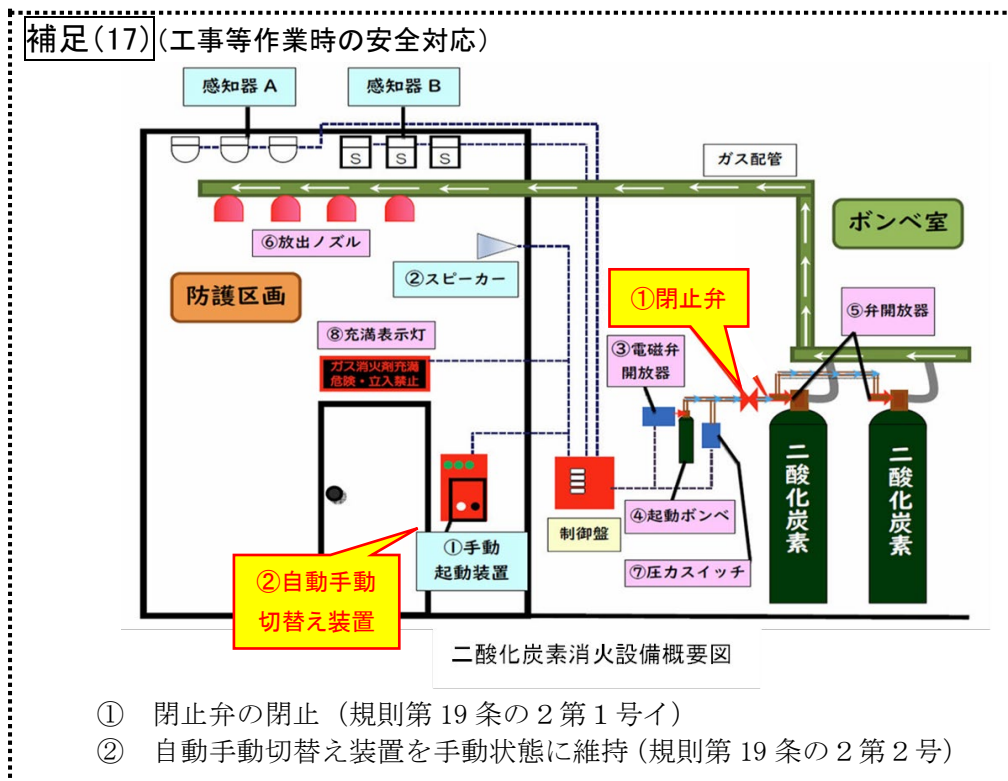 補足(17)(工事等作業時の安全対応)
感知器 A
感知器 B
S
S
S
ガス配管
ボンベ室
⑥放出ノズル
②スピーカー
①閉止弁
⑤弁開放器
防護区画
⑧充満表示灯
ガス消火剤充満
危険・立入禁止
③電磁弁
開放器
二酸化炭素
二酸化炭素
④起動ボンベ
制御盤
①手動
起動装置
⑦圧力スイッチ
②自動手動
切替え装置
二酸化炭素消火設備概要図
① 閉止弁の閉止(規則第 19 条の2第1号イ)
② 自動手動切替え装置を手動状態に維持(規則第 19 条の2第2号)